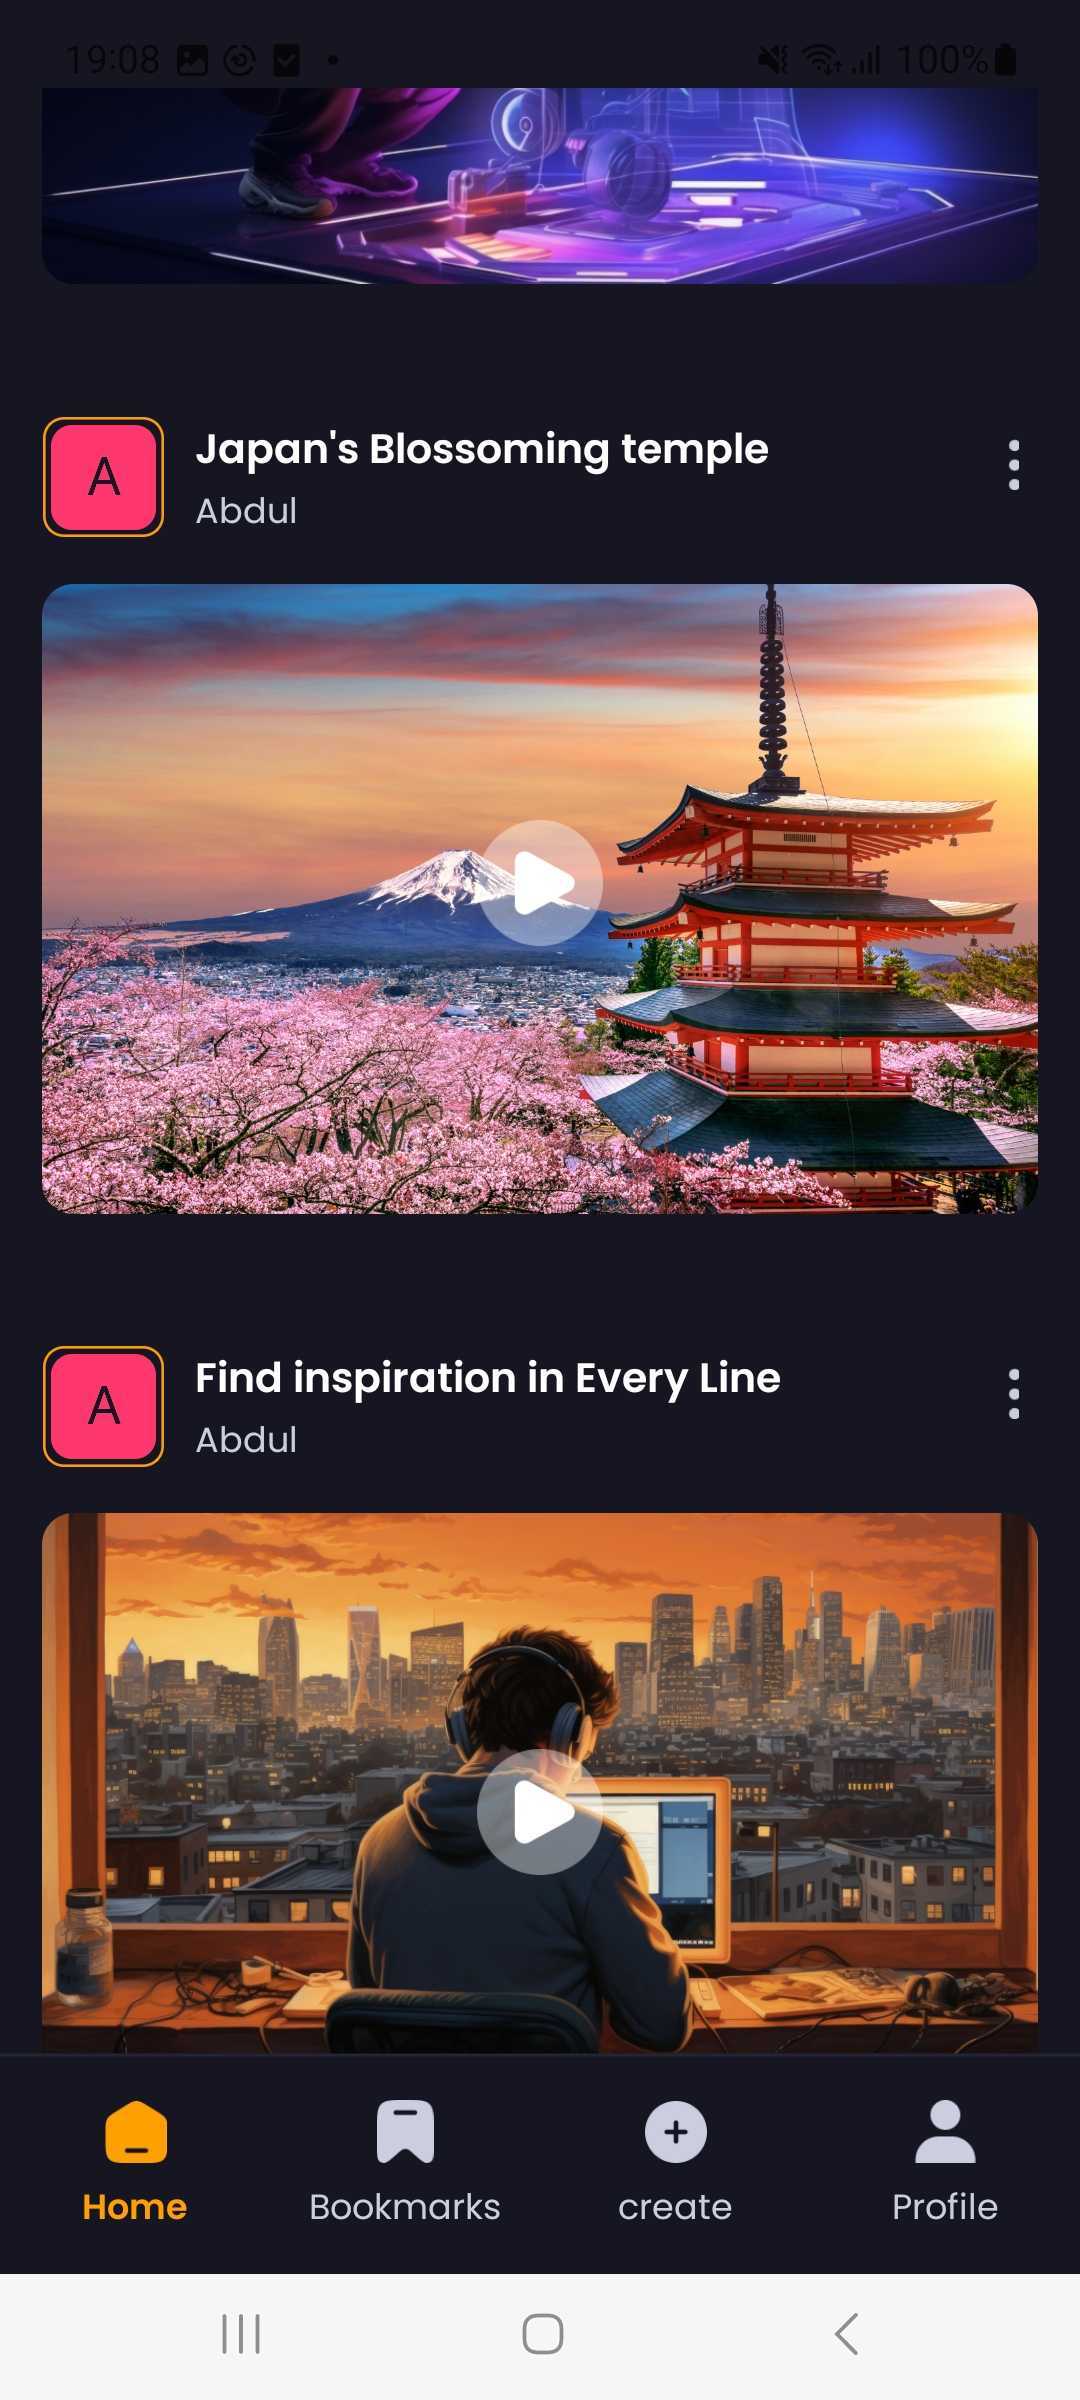 19:08
100%
A
Japan's Blossoming temple
Abdul
A
Find inspiration in Every Line
Abdul
Home
Bookmarks
create
Profile